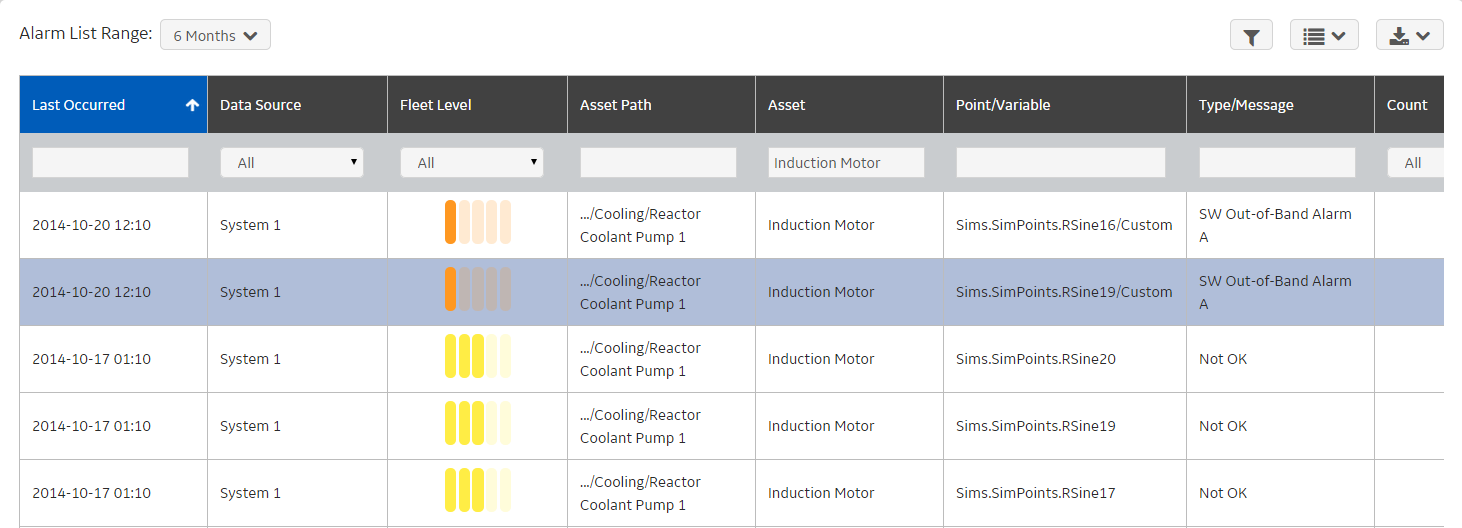 Alarm List Range: 6 Months
Last Occurred Data Source Fleet Level Asset Path Asset Point/Variable Type/Message Count
All All Induction Motor All
2014-10-20 12:10 System 1 .../Cooling/Reactor Coolant Pump 1 Induction Motor Sims.SimPoints.RSine16/Custom SW Out-of-Band Alarm A
2014-10-20 12:10 System 1 .../Cooling/Reactor Coolant Pump 1 Induction Motor Sims.SimPoints.RSine19/Custom SW Out-of-Band Alarm A
2014-10-17 01:10 System 1 .../Cooling/Reactor Coolant Pump 1 Induction Motor Sims.SimPoints.RSine20 Not OK
2014-10-17 01:10 System 1 .../Cooling/Reactor Coolant Pump 1 Induction Motor Sims.SimPoints.RSine19 Not OK
2014-10-17 01:10 System 1 .../Cooling/Reactor Coolant Pump 1 Induction Motor Sims.SimPoints.RSine17 Not OK